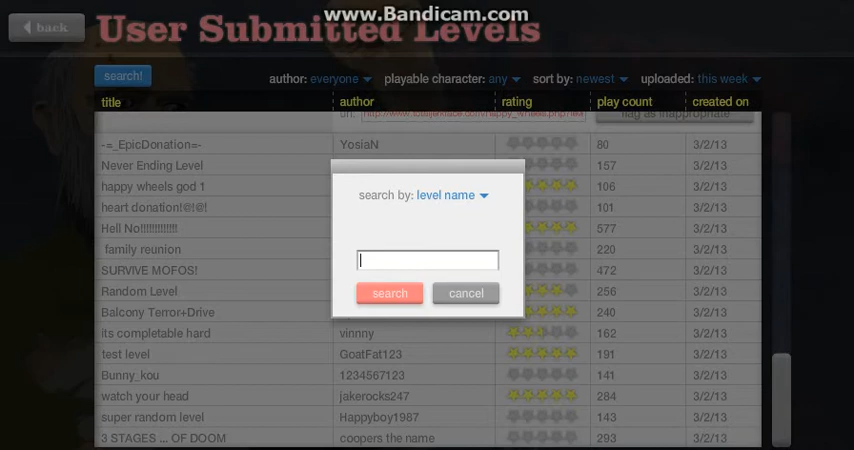 www.Bandicam.com
back
User Submitted Levels
search!
author: everyone playable character: any sort by: newest uploaded: this week
title author rating play count created on
url: flag as inappropriate
-=_EpicDonation=- YosiaN 80 3/2/13
Never Ending Level 157 3/2/13
happy wheels god 1 106 3/2/13
heart donation!@!@! 101 3/2/13
Hell No!!!!!!!!!!!!! 577 3/2/13
family reunion 220 3/2/13
SURVIVE MOFOS! 472 3/2/13
Random Level 256 3/2/13
Balcony Terror+Drive 240 3/2/13
its completable hard vinnny 162 3/2/13
test level GoatFat123 191 3/2/13
Bunny_kou 1234567123 141 3/2/13
watch your head jakerocks247 284 3/2/13
super random level Happyboy1987 143 3/2/13
3 STAGES ... OF DOOM coopers the name 293 3/2/13
search by: level name
search cancel